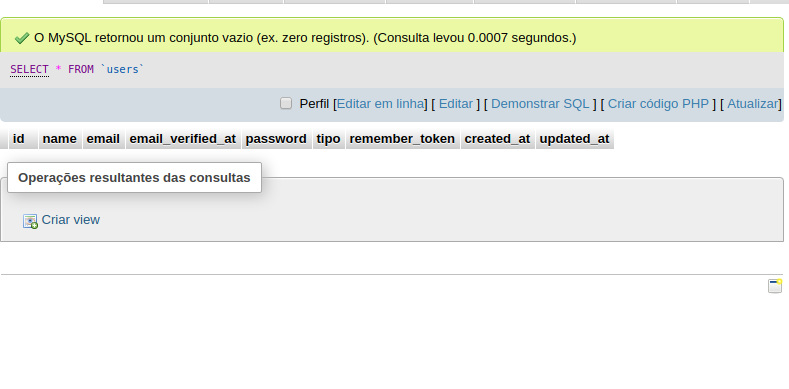 O MySQL retornou um conjunto vazio (ex. zero registros). (Consulta levou 0.0007 segundos.)
SELECT * FROM `users`
Perfil [Editar em linha] [ Editar ] [ Demonstrar SQL ] [ Criar código PHP ] [ Atualizar]
id name email email_verified_at password tipo remember_token created_at updated_at
Operações resultantes das consultas
Criar view